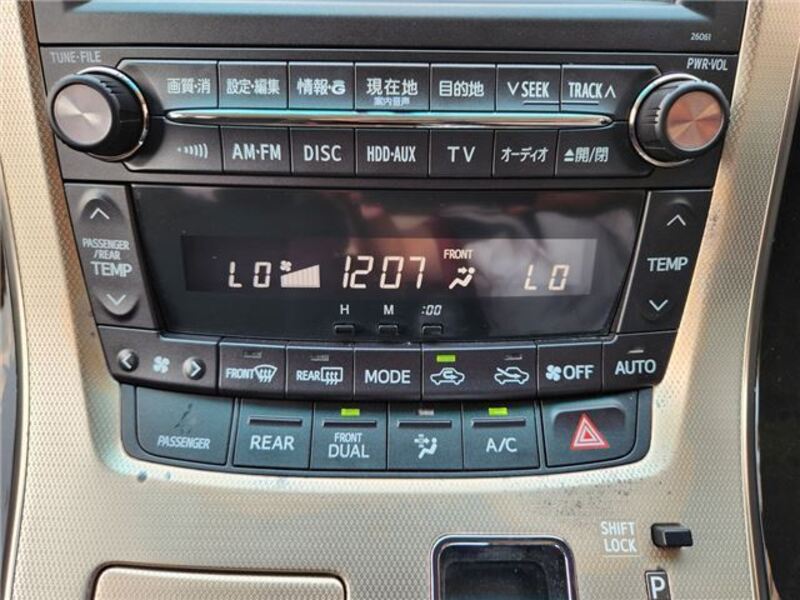 26061
TUNE·FILE
PWR·VOL
画質·消
設定·編集
情報·G
現在地
案内音声
目的地
∨ SEEK
TRACK ∧
AM·FM
DISC
HDD·AUX
TV
オーディオ
⏏開/閉
PASSENGER
/REAR
TEMP
LO
1207
FRONT
LO
TEMP
H
M
:00
FRONT
REAR
MODE
OFF
AUTO
PASSENGER
REAR
FRONT
DUAL
A/C
SHIFT
LOCK
P